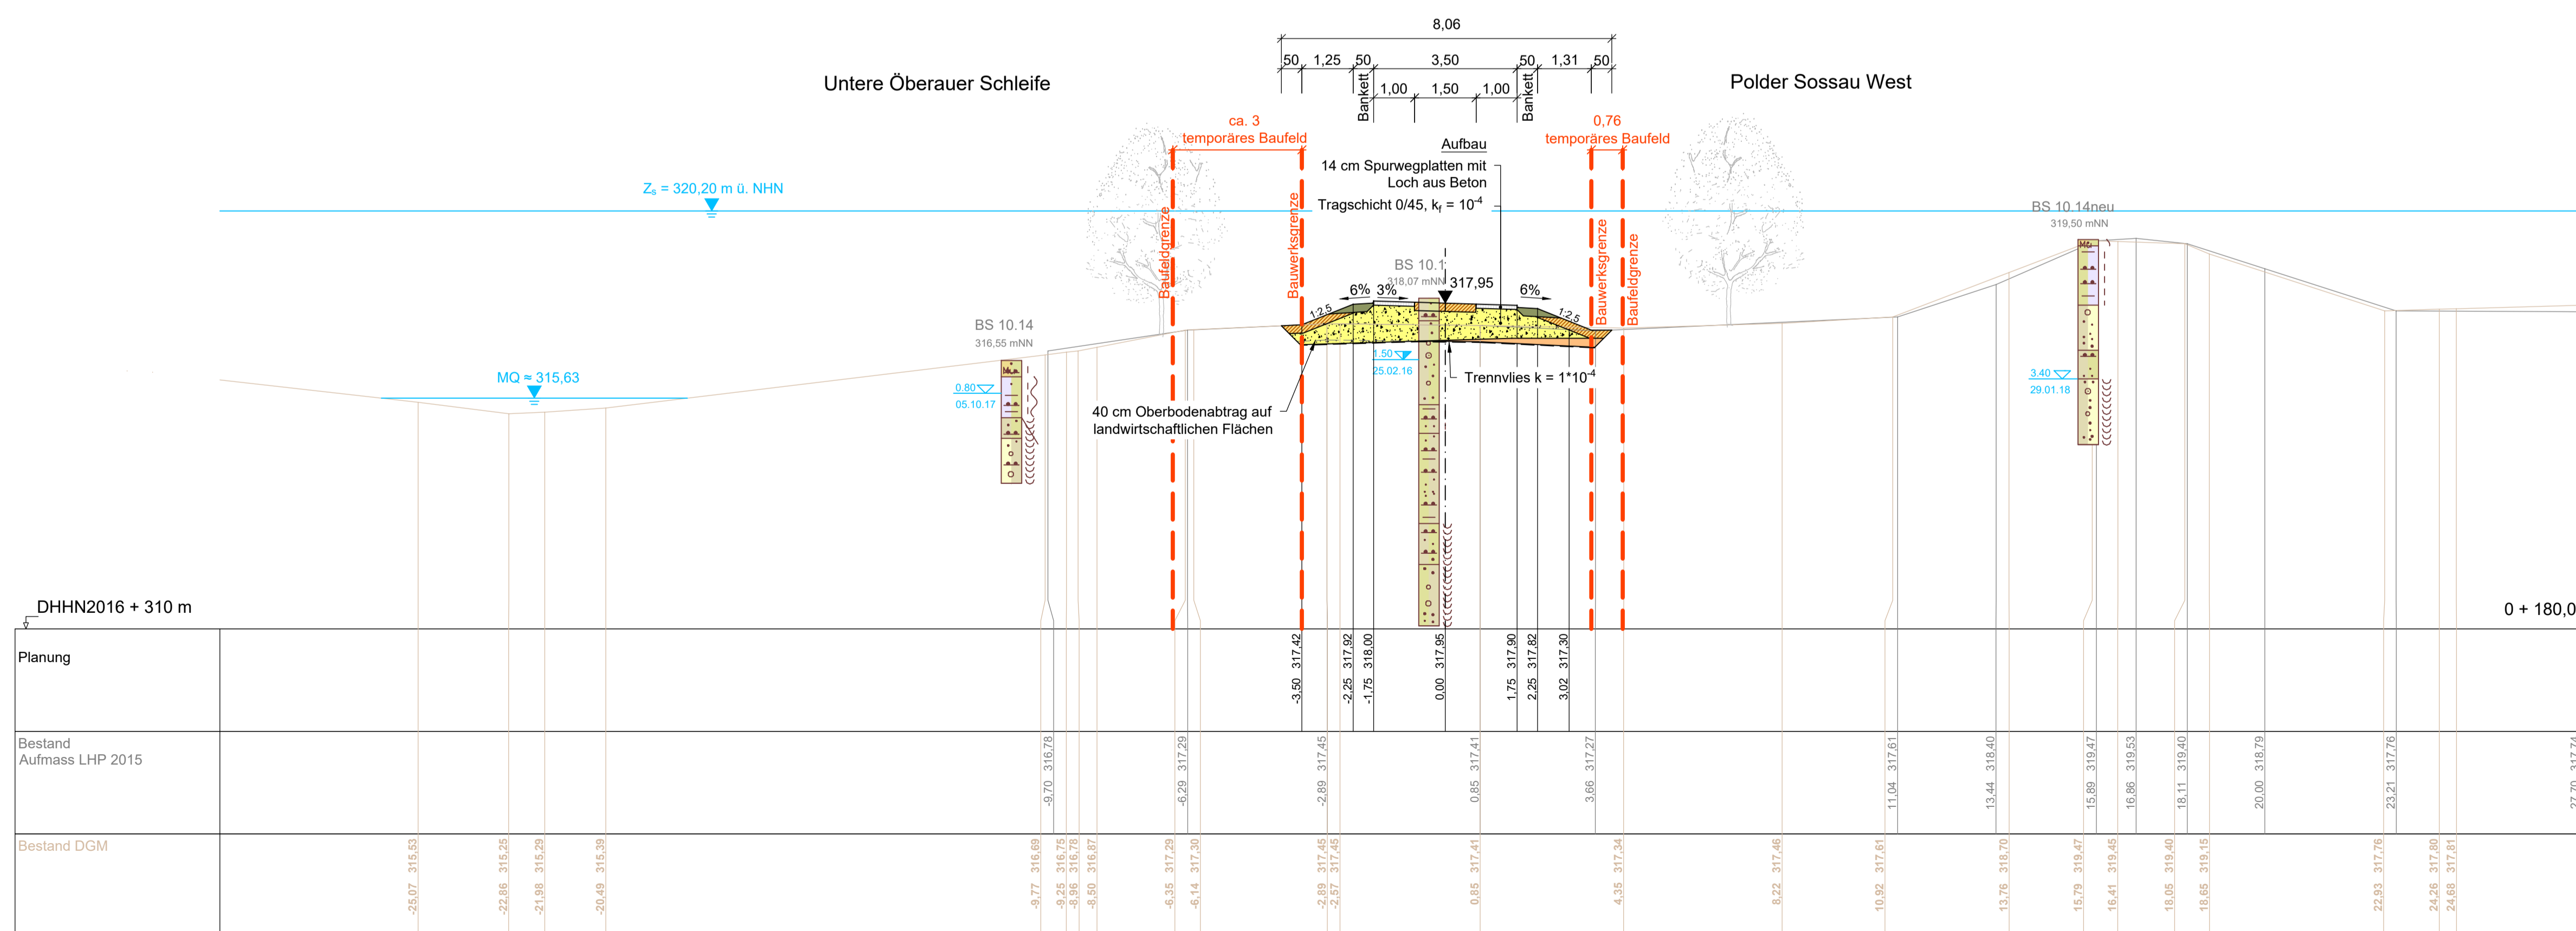 8,06
50 1,25 50 3,50 50 1,31 50
Bankett
Bankett
1,00 1,50 1,00
Untere Öberauer Schleife
Polder Sossau West
ca. 3
temporäres Baufeld
0,76
temporäres Baufeld
Aufbau
14 cm Spurwegplatten mit
Loch aus Beton
Tragschicht 0/45, kf = 10-4
Zs = 320,20 m ü. NHN
Baufeldgrenze
Bauwerksgrenze
Bauwerksgrenze
Baufeldgrenze
BS 10.14neu
319,50 mNN
BS 10.1
318,07 mNN
317,95
6% 3% 6%
1:2,5
1:2,5
BS 10.14
316,55 mNN
MQ ≈ 315,63
0.80
05.10.17
1.50
25.02.16
3.40
29.01.18
Trennvlies k = 1*10-4
40 cm Oberbodenabtrag auf
landwirtschaftlichen Flächen
DHHN2016 + 310 m
0 + 180,0
Planung
-3,50 317,42
-2,25 317,92
-1,75 318,00
0,00 317,95
1,75 317,90
2,25 317,82
3,02 317,30
Bestand
Aufmass LHP 2015
-9,70 316,78
-6,29 317,29
-2,89 317,45
0,85 317,41
3,66 317,27
11,04 317,61
13,44 318,40
15,89 319,47
16,86 319,53
18,11 319,40
20,00 318,79
23,21 317,76
27,70 317,74
Bestand DGM
-25,07 315,53
-22,86 315,25
-21,98 315,29
-20,49 315,39
-9,77 316,69
-9,25 316,75
-8,96 316,78
-8,50 316,87
-6,35 317,29
-6,14 317,30
-2,89 317,45
-2,57 317,45
0,85 317,41
4,35 317,34
8,22 317,46
10,92 317,61
13,76 318,70
15,79 319,47
16,41 319,45
18,05 319,40
18,65 319,15
22,93 317,76
24,26 317,80
24,68 317,81